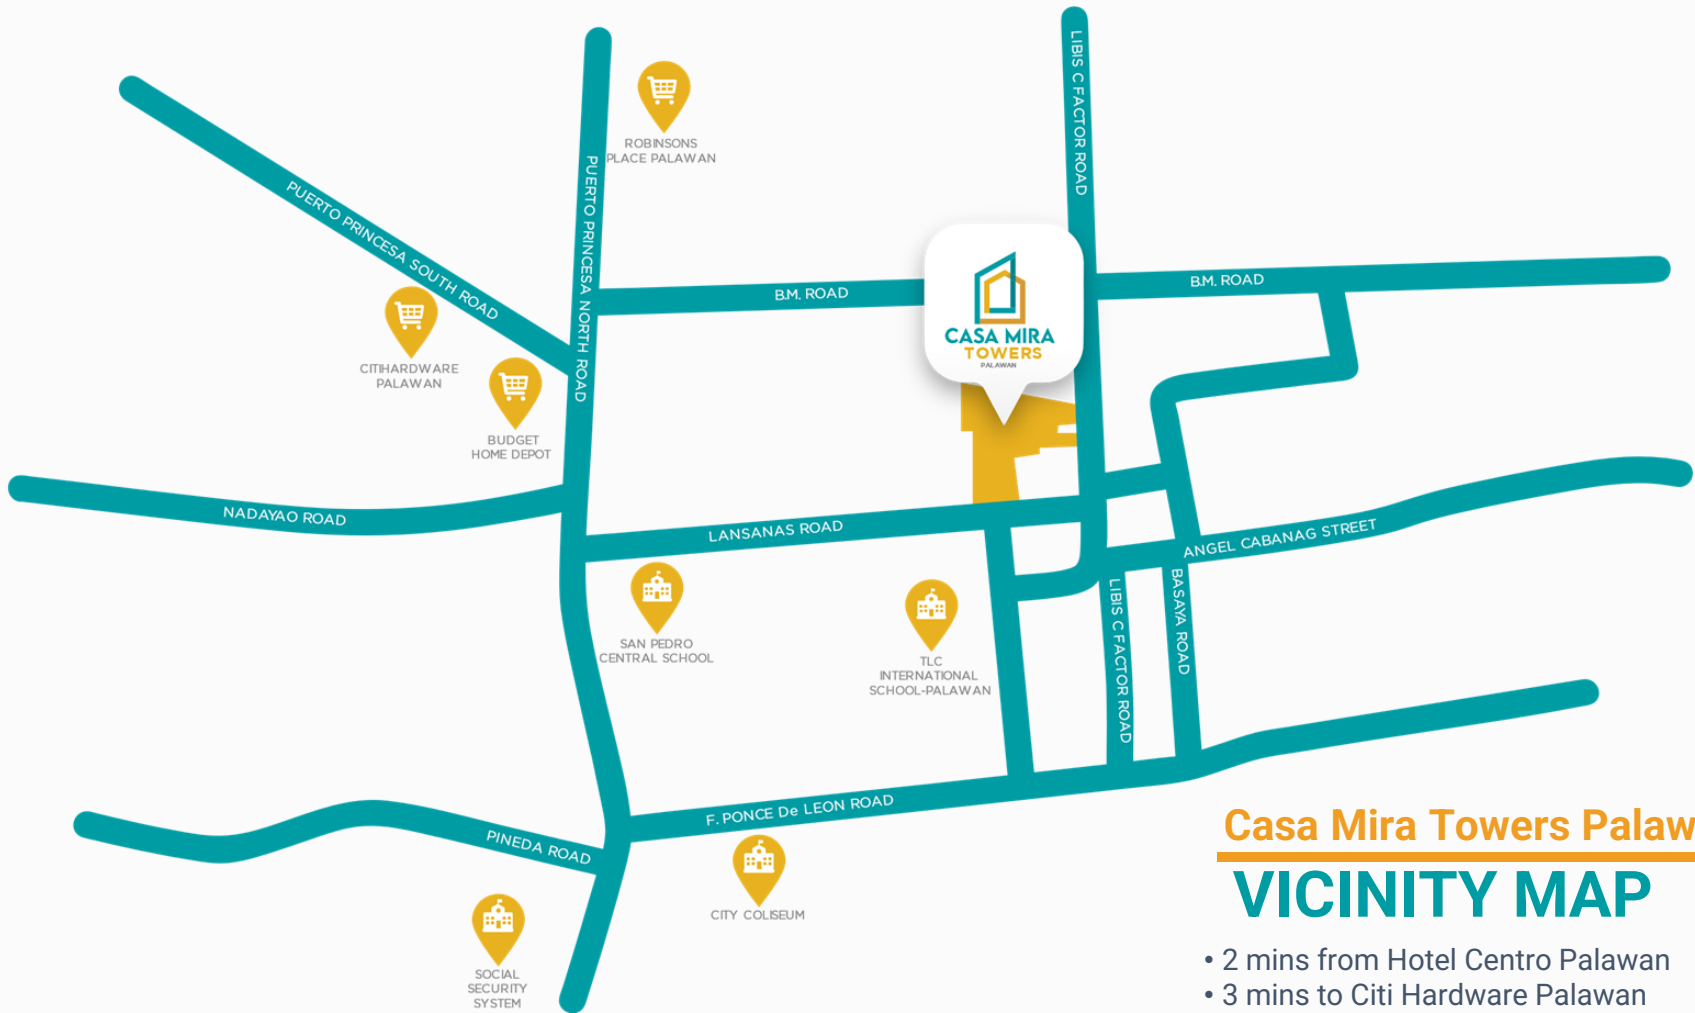 LIBIS C FACTOR ROAD
ROBINSONS
PLACE PALAWAN
PUERTO PRINCESA SOUTH ROAD
PUERTO PRINCESA NORTH ROAD
B.M. ROAD
B.M. ROAD
CASA MIRA
TOWERS
PALAWAN
CITIHARDWARE
PALAWAN
BUDGET
HOME DEPOT
NADAYAO ROAD
LANSANAS ROAD
ANGEL CABANAG STREET
SAN PEDRO
CENTRAL SCHOOL
TLC
INTERNATIONAL
SCHOOL-PALAWAN
LIBIS C FACTOR ROAD
BASAYA ROAD
F. PONCE De LEON ROAD
PINEDA ROAD
CITY COLISEUM
SOCIAL
SECURITY
SYSTEM
Casa Mira Towers Palaw
VICINITY MAP
• 2 mins from Hotel Centro Palawan
• 3 mins to Citi Hardware Palawan